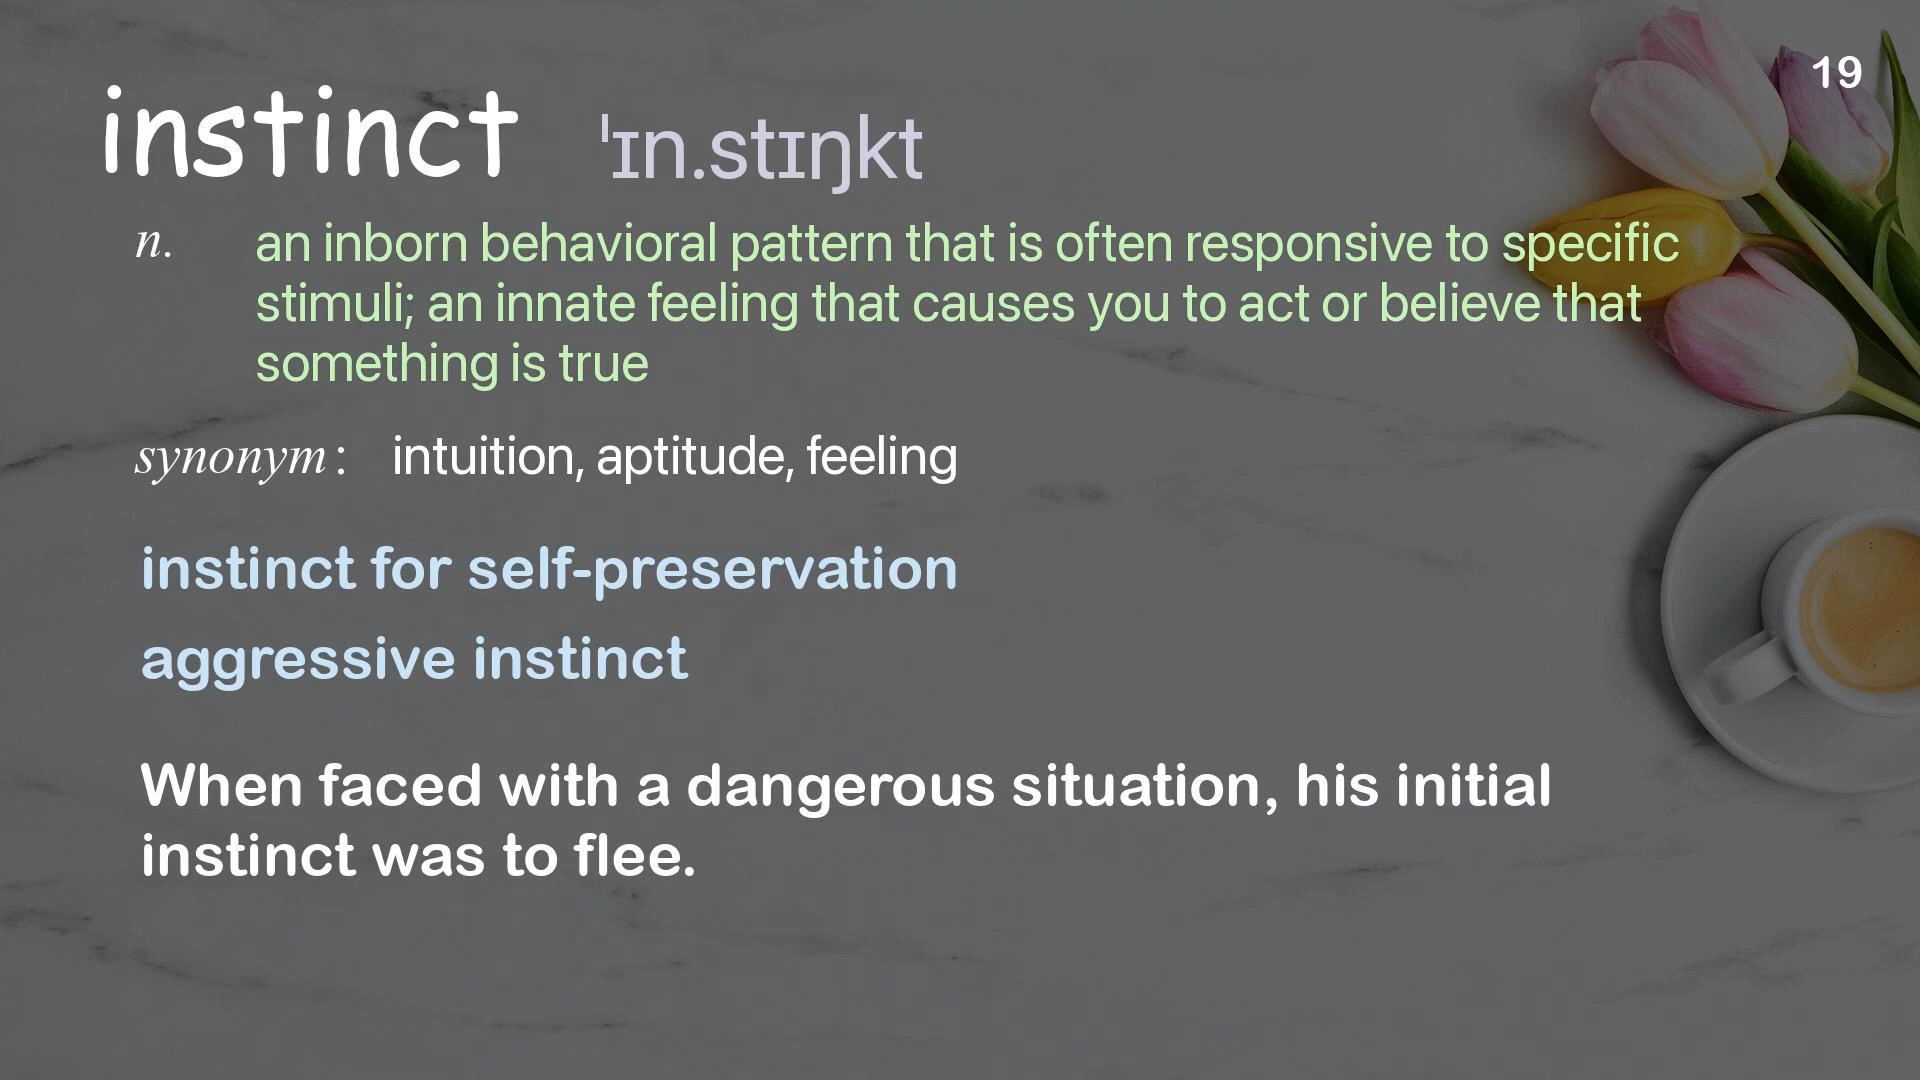 19
instinct ˈɪn.stɪŋkt
n. an inborn behavioral pattern that is often responsive to specific
stimuli; an innate feeling that causes you to act or believe that
something is true
synonym: intuition, aptitude, feeling
instinct for self-preservation
aggressive instinct
When faced with a dangerous situation, his initial
instinct was to flee.